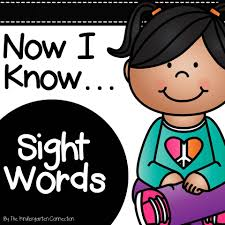 Now I
Know...
Sight
Words
By The Kindergarten Connection